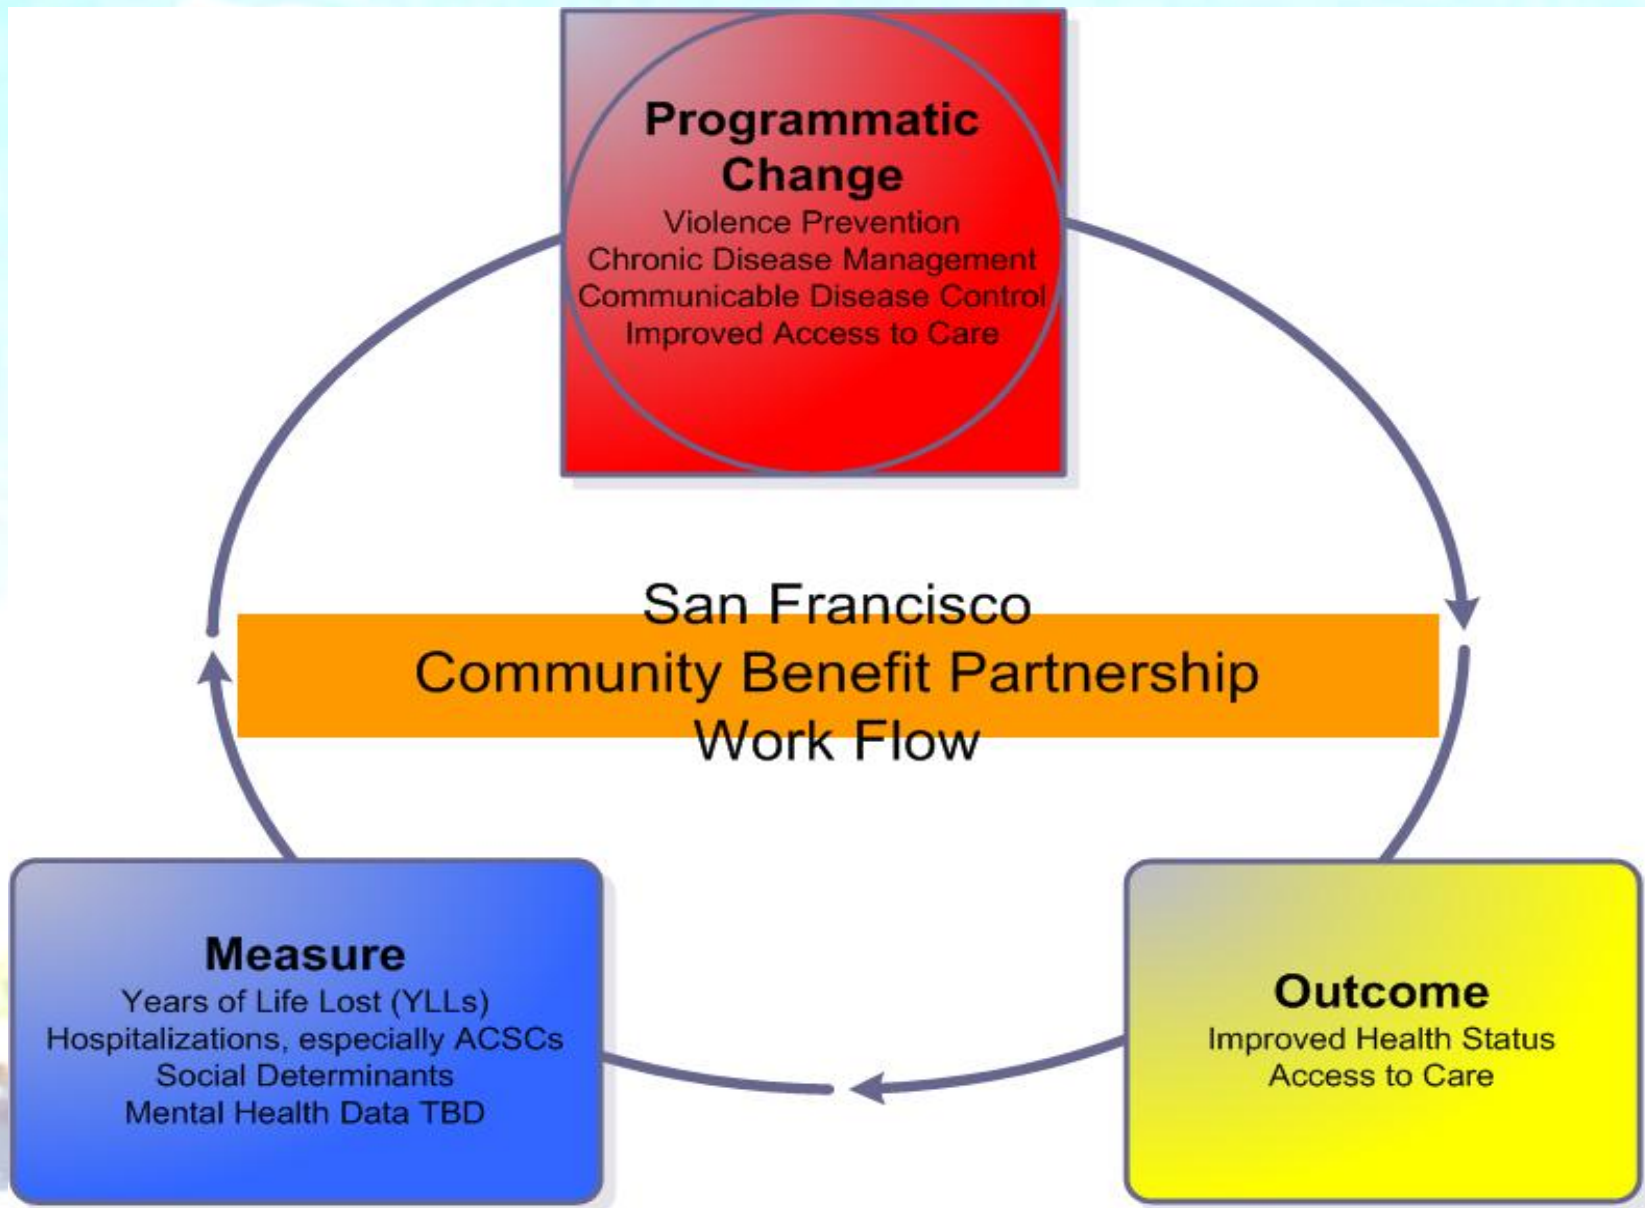 Programmatic
Change
Violence Prevention
Chronic Disease Management
Communicable Disease Control
Improved Access to Care
San Francisco
Community Benefit Partnership
Work Flow
Measure
Years of Life Lost (YLLs)
Hospitalizations, especially ACSCs
Social Determinants
Mental Health Data TBD
Outcome
Improved Health Status
Access to Care